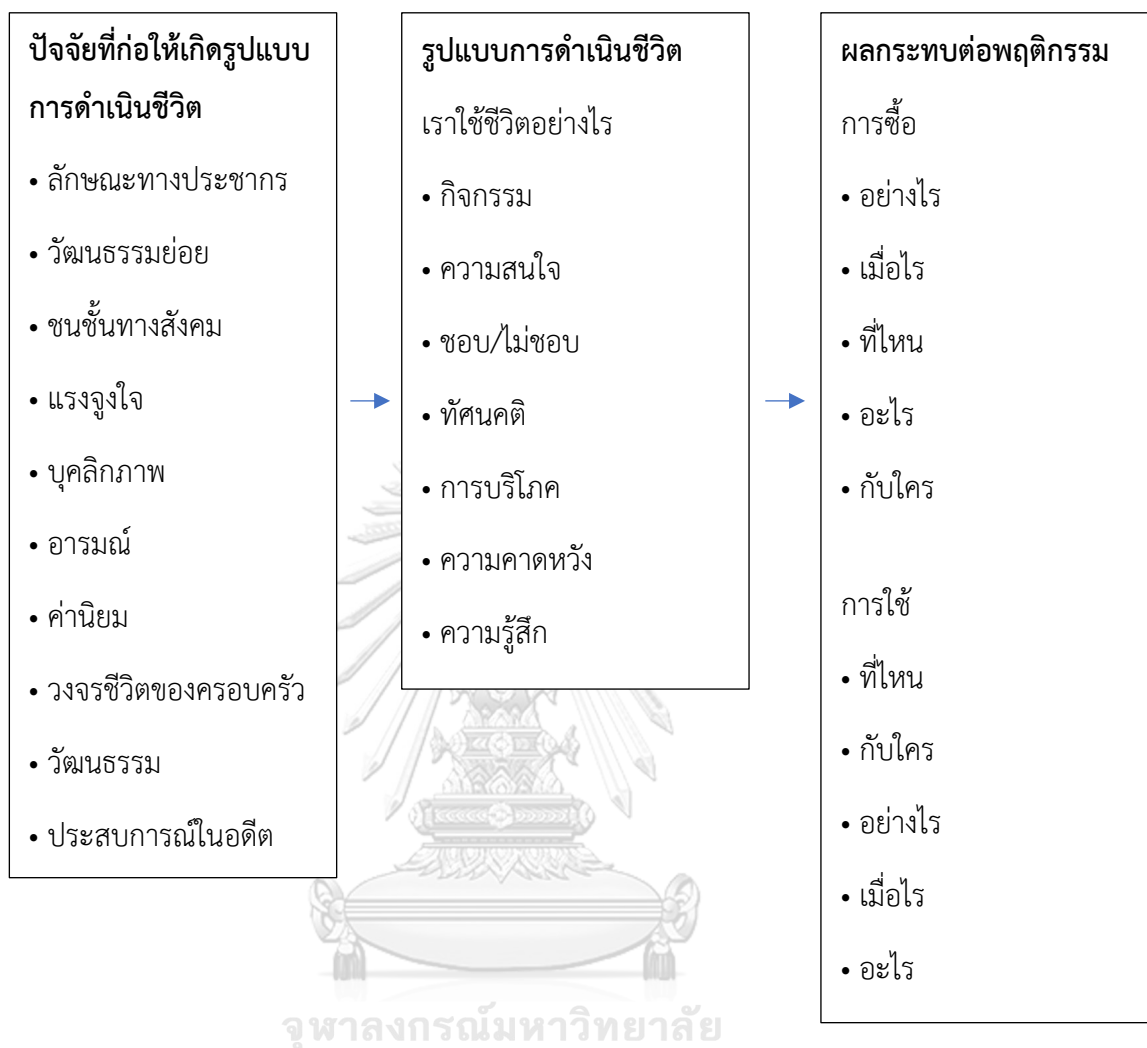 ปัจจัยที่ก่อให้เกิดรูปแบบ
การดำเนินชีวิต
• ลักษณะทางประชากร
• วัฒนธรรมย่อย
• ชนชั้นทางสังคม
• แรงจูงใจ
• บุคลิกภาพ
• อารมณ์
• ค่านิยม
• วงจรชีวิตของครอบครัว
• วัฒนธรรม
• ประสบการณ์ในอดีต
รูปแบบการดำเนินชีวิต
เราใช้ชีวิตอย่างไร
• กิจกรรม
• ความสนใจ
• ชอบ/ไม่ชอบ
• ทัศนคติ
• การบริโภค
• ความคาดหวัง
• ความรู้สึก
ผลกระทบต่อพฤติกรรม
การซื้อ
• อย่างไร
• เมื่อไร
• ที่ไหน
• อะไร
• กับใคร
การใช้
• ที่ไหน
• กับใคร
• อย่างไร
• เมื่อไร
• อะไร
จุฬาลงกรณ์มหาวิทยาลัย